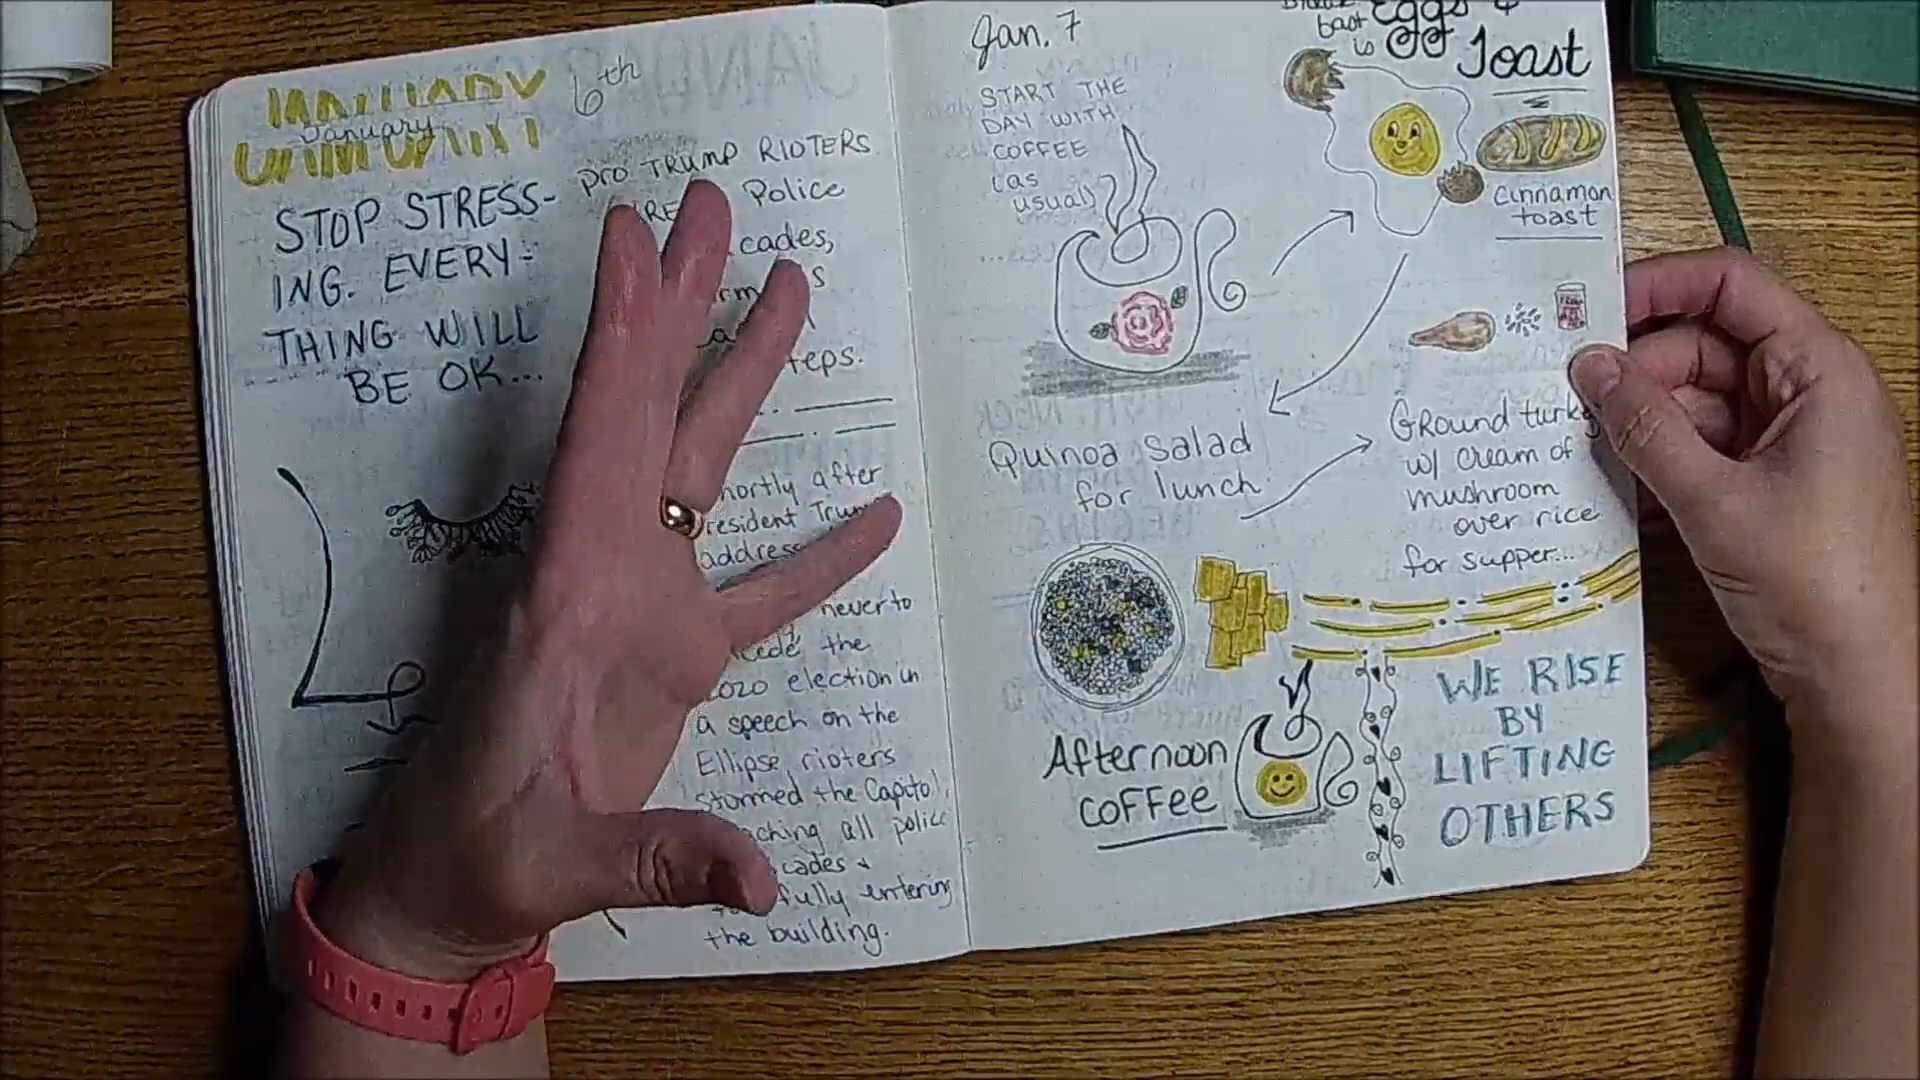 JANUARY
January
6th
STOP STRESS-
ING. EVERY-
THING WILL
BE OK...
PRO TRUMP RIOTERS
Police
cades,
teps.
hortly after
resident Trum
address
never to
cede the
2020 election in
a speech on the
Ellipse rioters
stormed the Capitol,
aching all police
cades &
fully entering
the building.
Jan. 7
START THE
DAY WITH
COFFEE
(as
usual)
Break
fast
is
Eggs &
Toast
Cinnamon
toast
Quinoa Salad
for lunch
Ground turkey
w/ cream of
mushroom
over rice
for supper...
Afternoon
COFFEE
WE RISE
BY
LIFTING
OTHERS